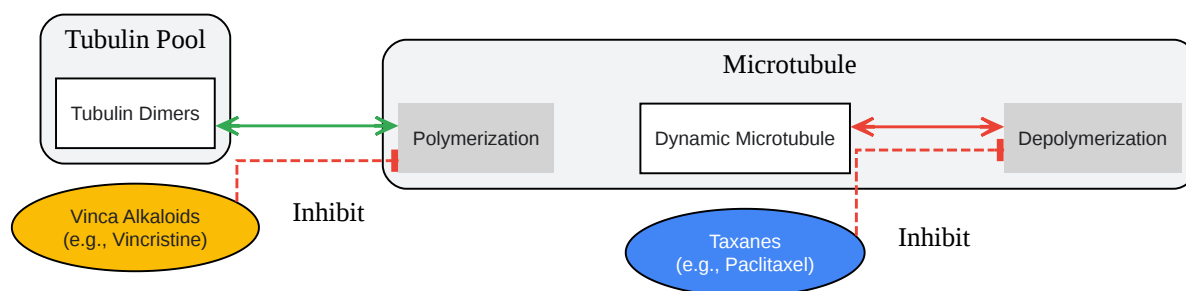 Tubulin Pool
Microtubule
Tubulin Dimers
Polymerization
Dynamic Microtubule
Depolymerization
Vinca Alkaloids
(e.g., Vincristine)
Inhibit
Taxanes
(e.g., Paclitaxel)
Inhibit